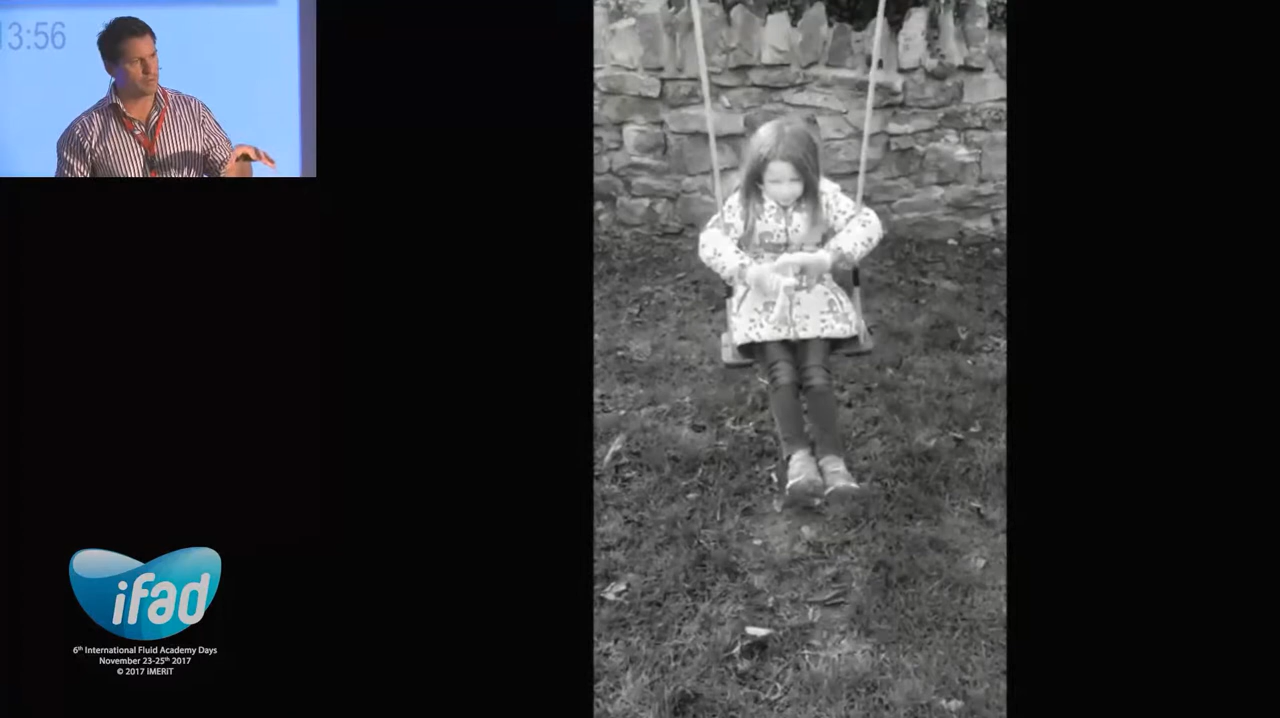 13:56
ifad
6th International Fluid Academy Days
November 23-25th 2017
© 2017 IMERiT